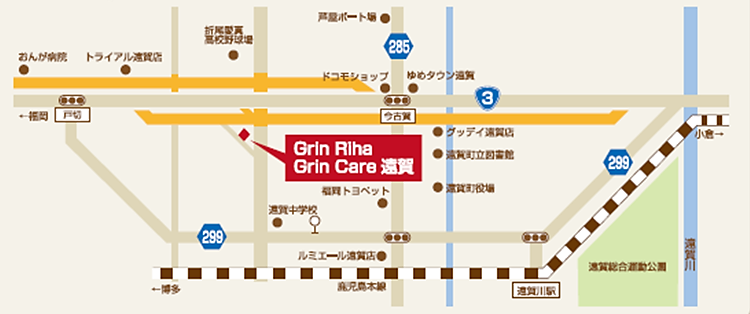 芦屋ボート場
折尾愛真
高校野球場
285
おんが病院
トライアル遠賀店
ドコモショップ
ゆめタウン遠賀
3
←福岡
戸切
今古賀
グッデイ遠賀店
小倉→
Grin Riha
Grin Care 遠賀
遠賀町立図書館
299
福岡トヨペット
遠賀町役場
遠賀中学校
299
遠賀川
ルミエール遠賀店
遠賀総合運動公園
←博多
鹿児島本線
遠賀川駅